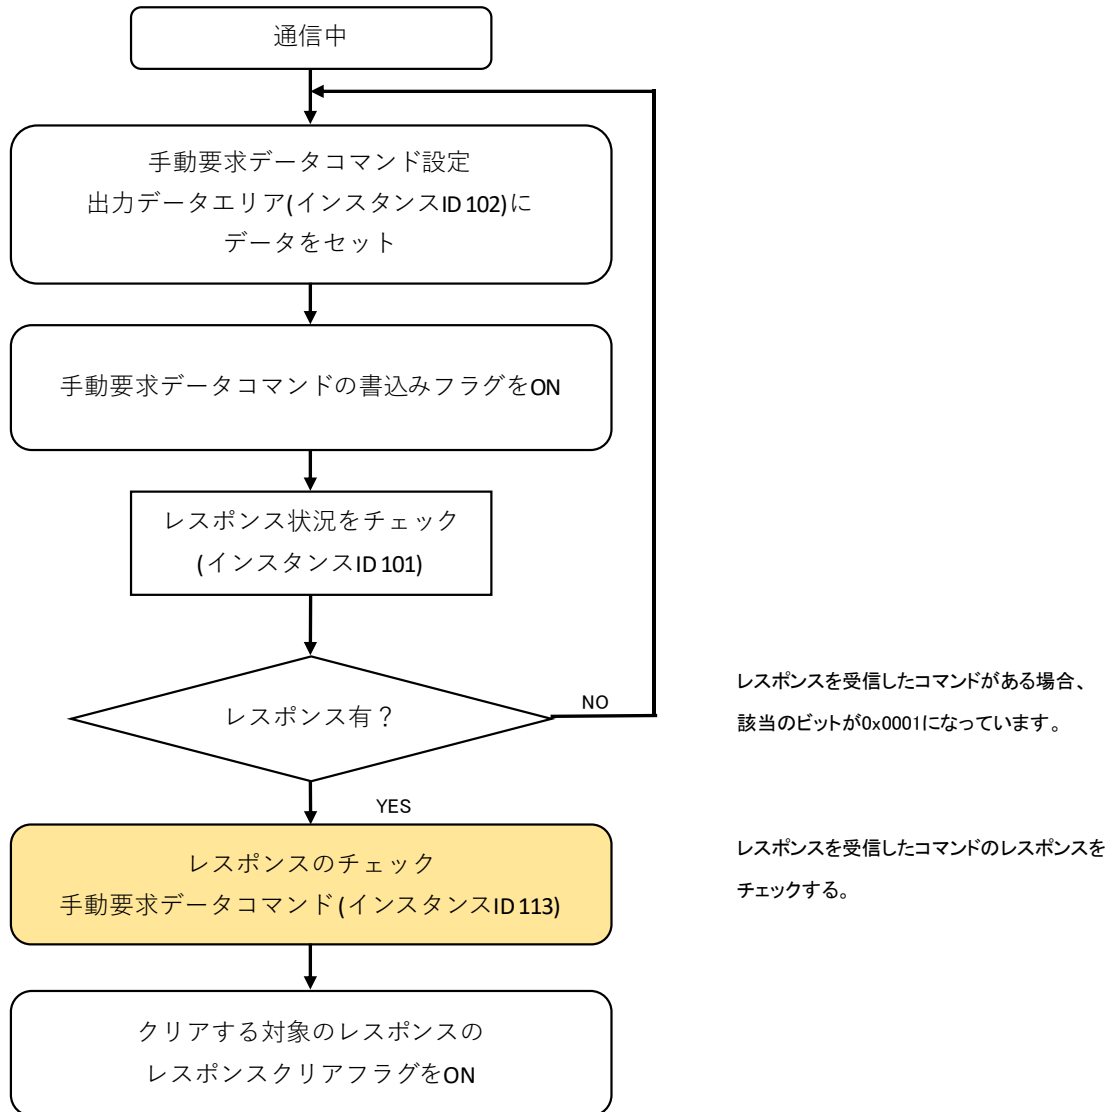 通信中
手動要求データコマンド設定
出力データエリア(インスタンスID 102)に
データをセット
手動要求データコマンドの書込みフラグをON
レスポンス状況をチェック
(インスタンスID 101)
レスポンス有？
NO
レスポンスを受信したコマンドがある場合、
該当のビットが0x0001になっています。
YES
レスポンスのチェック
手動要求データコマンド(インスタンスID 113)
レスポンスを受信したコマンドのレスポンスを
チェックする。
クリアする対象のレスポンスの
レスポンスクリアフラグをON